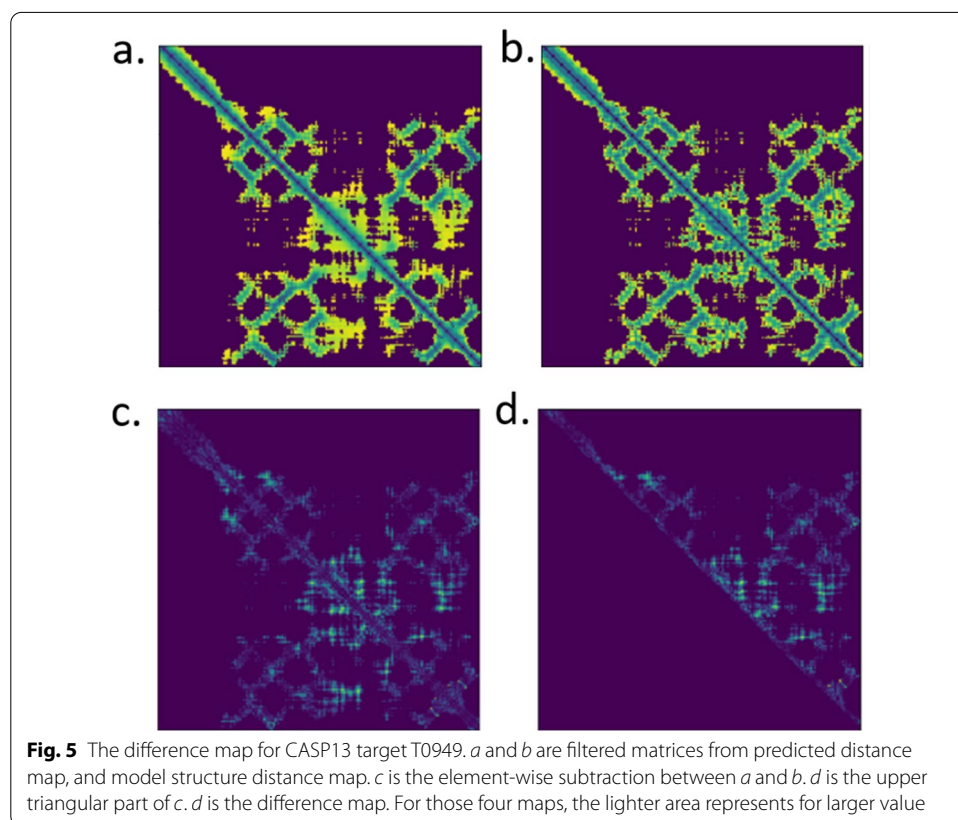 a.
b.
c.
d.
Fig. 5 The difference map for CASP13 target T0949. a and b are filtered matrices from predicted distance
map, and model structure distance map. c is the element-wise subtraction between a and b. d is the upper
triangular part of c. d is the difference map. For those four maps, the lighter area represents for larger value